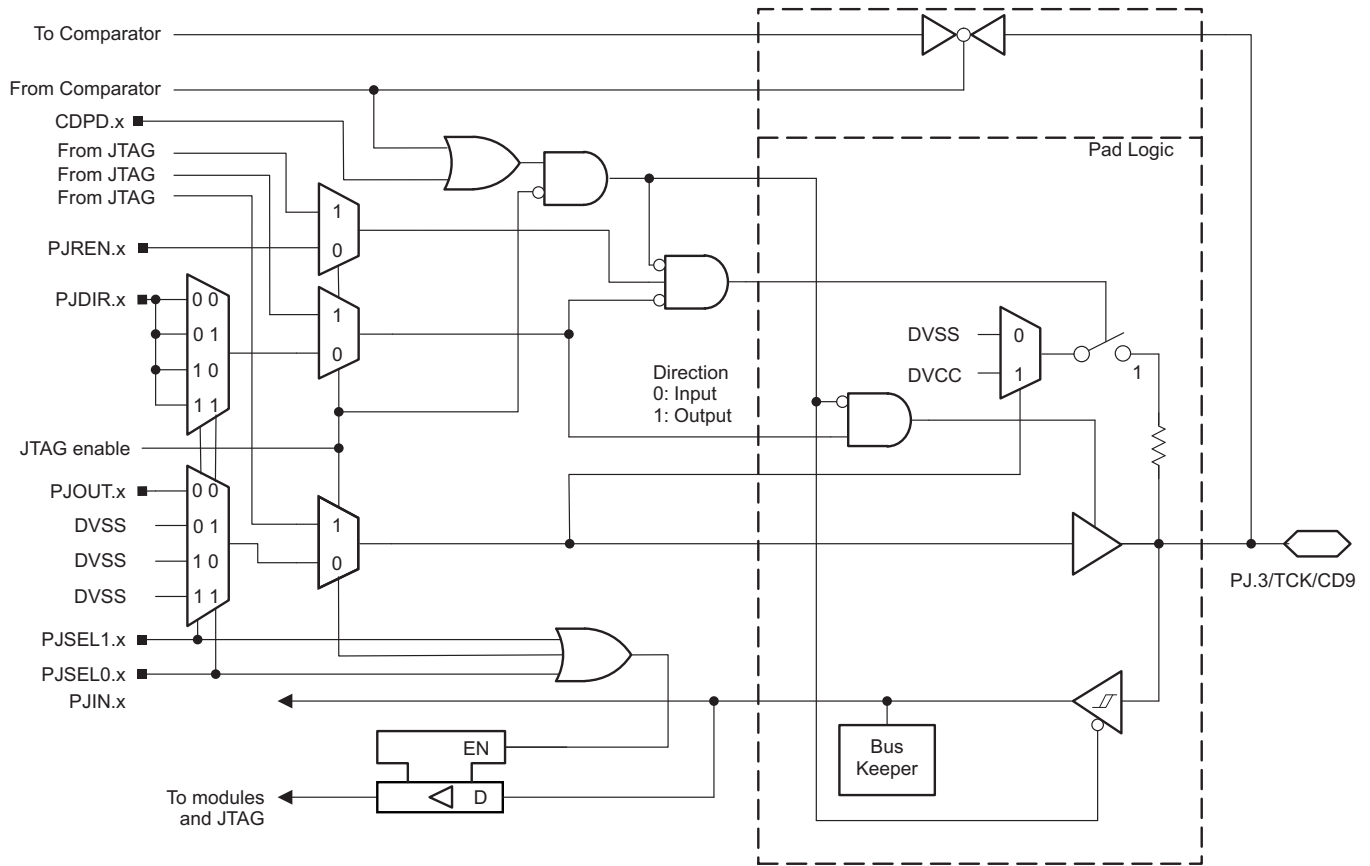 To Comparator
From Comparator
CDPD.x
From JTAG
From JTAG
From JTAG
Pad Logic
1
PJREN.x
0
PJDIR.x
0 0
1
0 1
DVSS
0
0
1 0
Direction
0: Input
1: Output
DVCC
1
1
1 1
JTAG enable
PJOUT.x
0 0
DVSS
0 1
1
DVSS
1 0
0
DVSS
1 1
PJ.3/TCK/CD9
PJSEL1.x
PJSEL0.x
PJIN.x
EN
Bus
Keeper
To modules
and JTAG
D